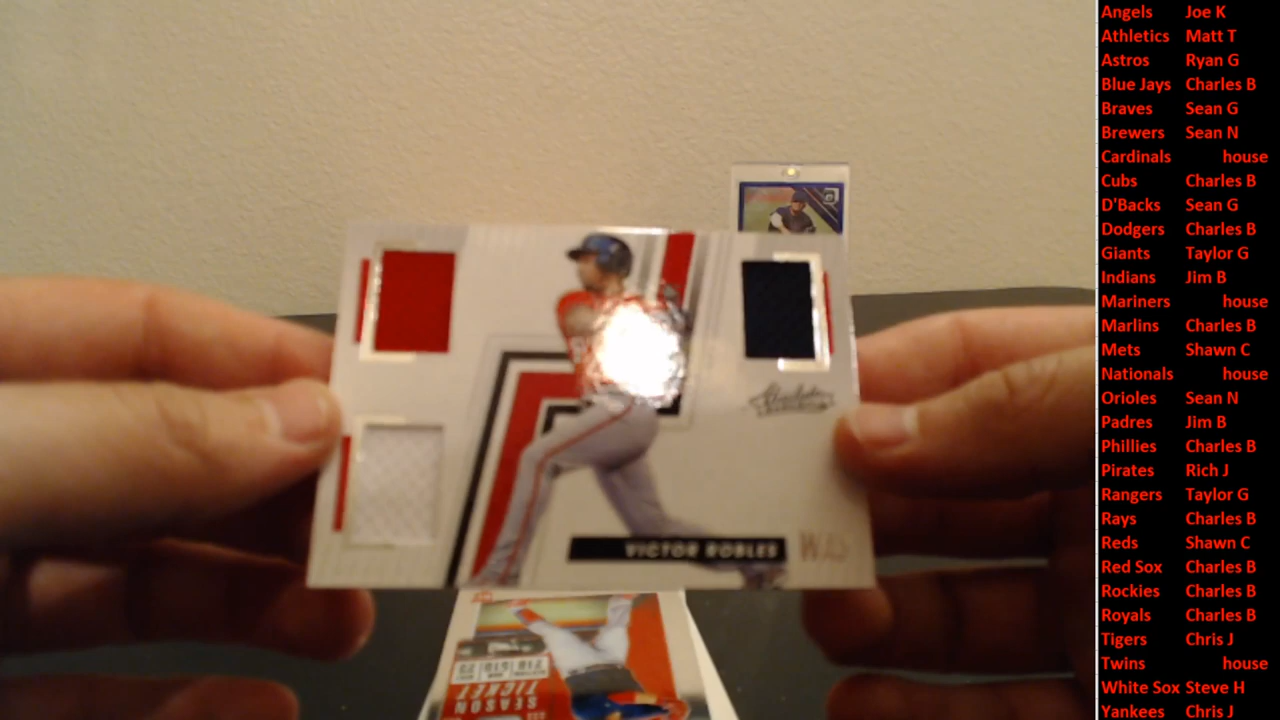 Angels Joe K
Athletics Matt T
Astros Ryan G
Blue Jays Charles B
Braves Sean G
Brewers Sean N
Cardinals house
Cubs Charles B
D'Backs Sean G
Dodgers Charles B
Giants Taylor G
Indians Jim B
Mariners house
Marlins Charles B
Mets Shawn C
Nationals house
Orioles Sean N
Padres Jim B
Phillies Charles B
Pirates Rich J
Rangers Taylor G
Rays Charles B
Reds Shawn C
Red Sox Charles B
Rockies Charles B
Royals Charles B
Tigers Chris J
Twins house
White Sox Steve H
Yankees Chris J
Absolute
VICTOR ROBLES
SEASON
TICKET